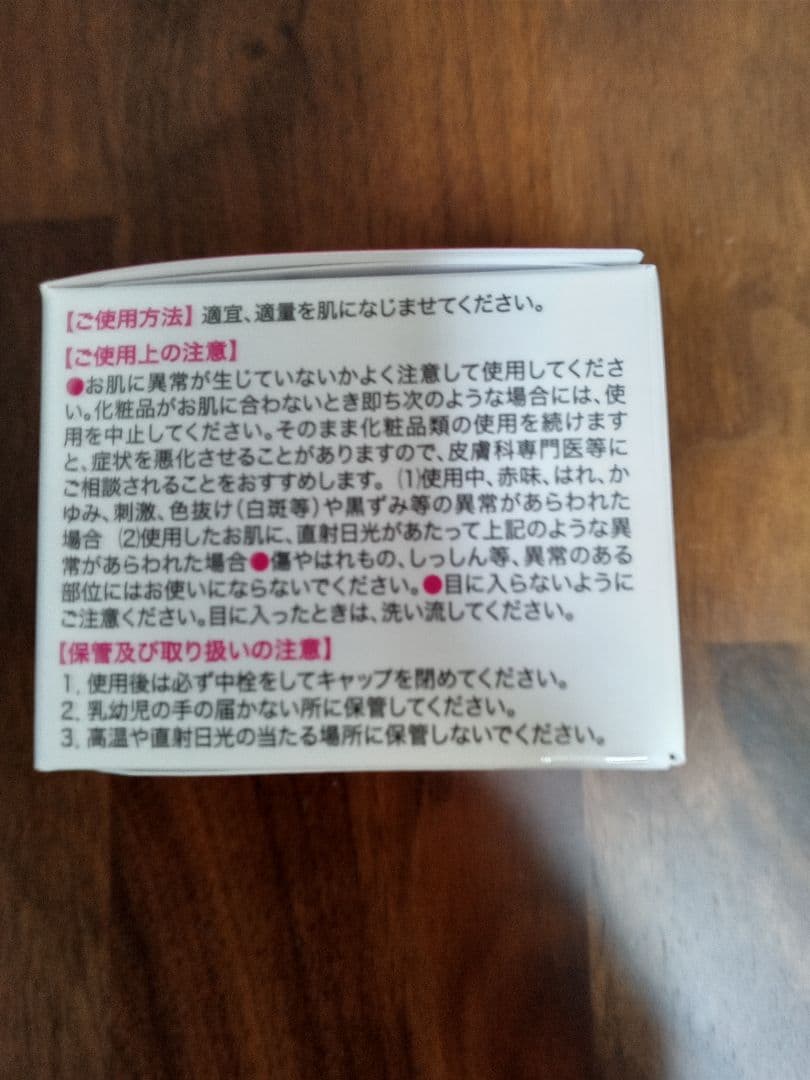 【ご使用方法】適宜、適量を肌になじませてください。
【ご使用上の注意】
●お肌に異常が生じていないかよく注意して使用してくださ
い。化粧品がお肌に合わないとき即ち次のような場合には、使
用を中止してください。そのまま化粧品類の使用を続けます
と、症状を悪化させることがありますので、皮膚科専門医等に
ご相談されることをおすすめします。(1)使用中、赤味、はれ、か
ゆみ、刺激、色抜け(白斑等)や黒ずみ等の異常があらわれた
場合 (2)使用したお肌に、直射日光があたって上記のような異
常があらわれた場合●傷やはれもの、しっしん等、異常のある
部位にはお使いにならないでください。●目に入らないように
ご注意ください。目に入ったときは、洗い流してください。
【保管及び取り扱いの注意】
1. 使用後は必ず中栓をしてキャップを閉めてください。
2. 乳幼児の手の届かない所に保管してください。
3. 高温や直射日光の当たる場所に保管しないでください。